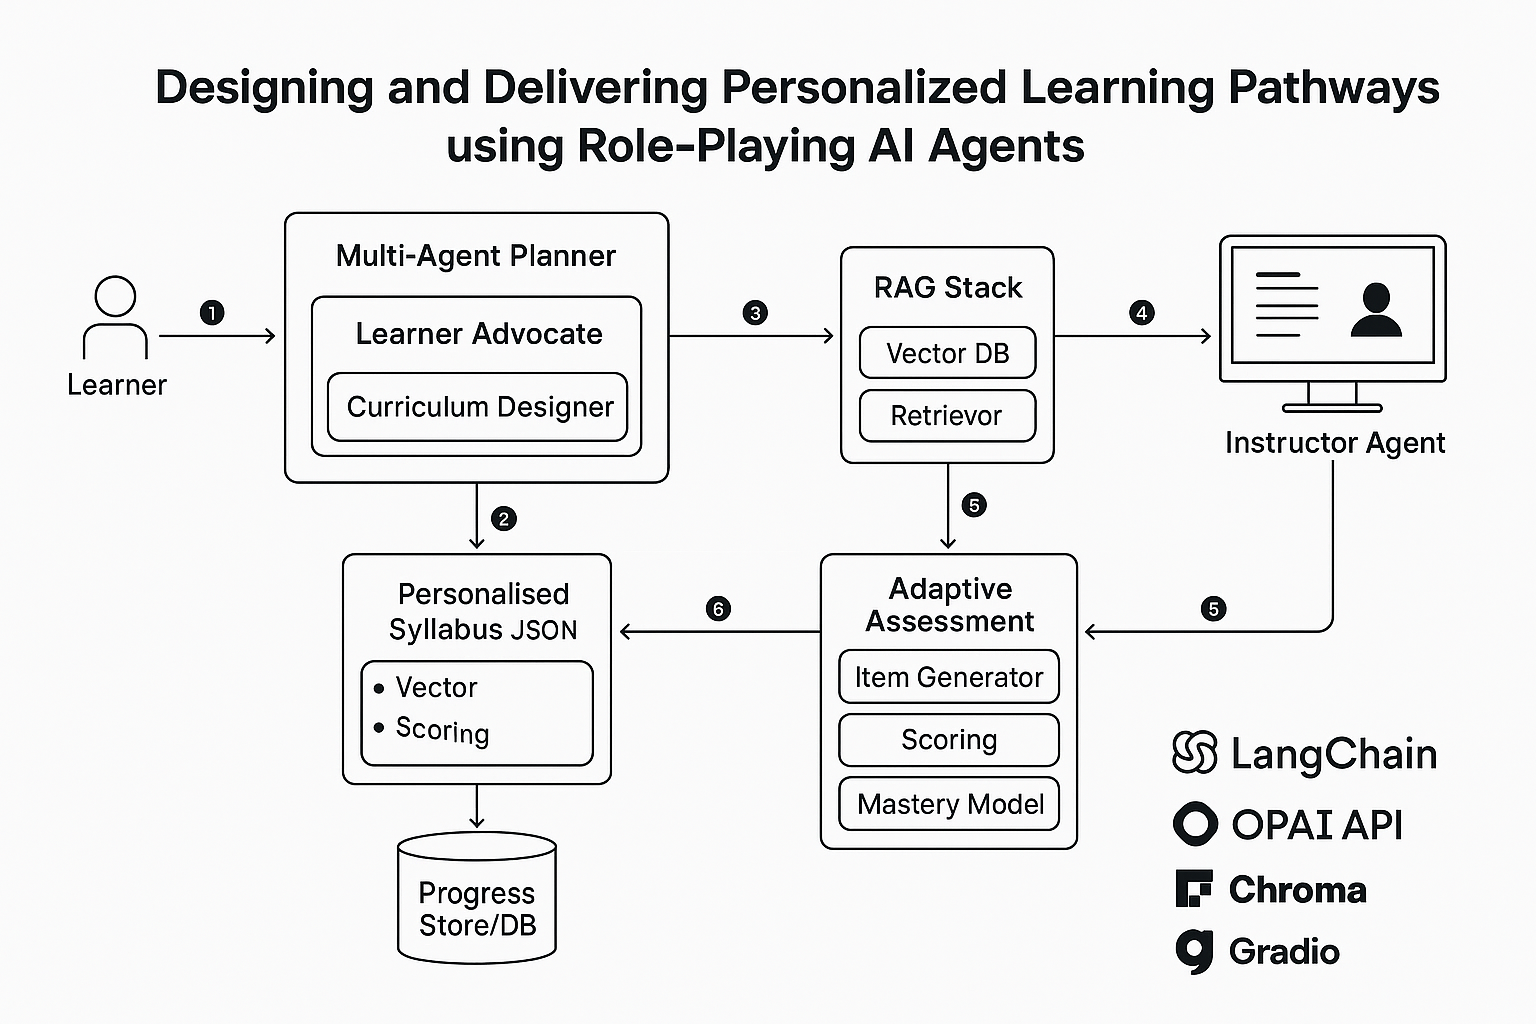 Designing and Delivering Personalized Learning Pathways
using Role-Playing AI Agents
Learner
1
Multi-Agent Planner
Learner Advocate
Curriculum Designer
3
RAG Stack
Vector DB
Retrievor
4
Instructor Agent
2
5
Personalised
Syllabus JSON
• Vector
• Scoring
6
Adaptive
Assessment
Item Generator
Scoring
Mastery Model
5
Progress
Store/DB
LangChain
OPAI API
Chroma
Gradio